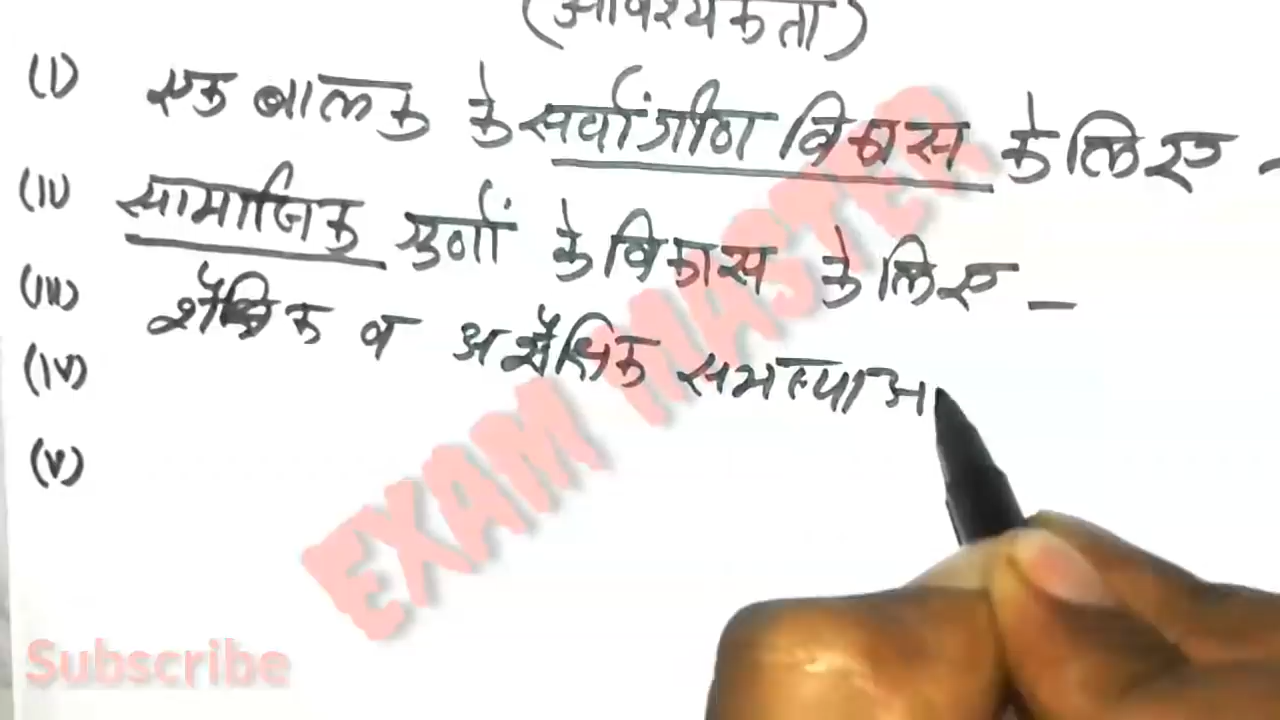 (आवश्यकता)
(I) एक बालक के सर्वांगीण विकास के लिए -
(II) सामाजिक गुणों के विकास के लिए -
(III) शैक्षिक व अशैक्षिक समस्याअ
(IV)
(V)
EXAM MASTER
Subscribe